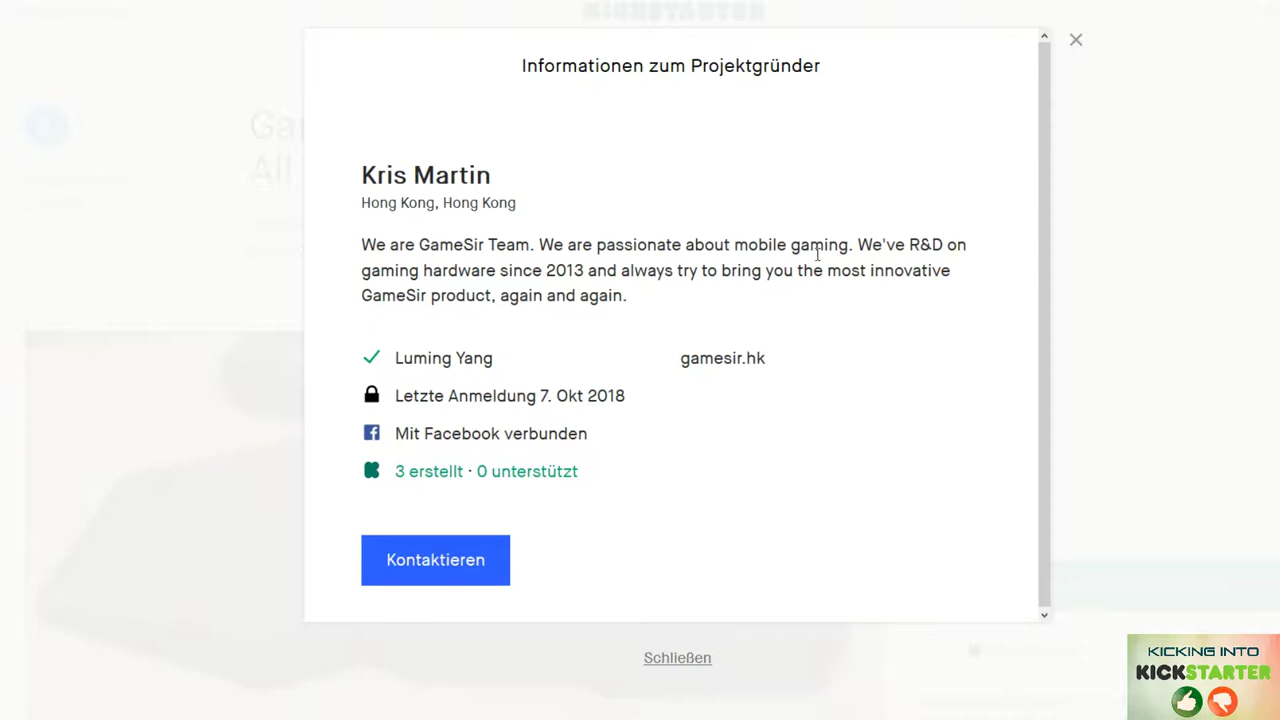 KICKSTARTER
Informationen zum Projektgründer
Ga
All
Kris Martin
Hong Kong, Hong Kong
We are GameSir Team. We are passionate about mobile gaming. We've R&D on
gaming hardware since 2013 and always try to bring you the most innovative
GameSir product, again and again.
Luming Yang
gamesir.hk
Letzte Anmeldung 7. Okt 2018
Mit Facebook verbunden
3 erstellt · 0 unterstützt
Kontaktieren
Schließen
KICKING INTO
KICKSTARTER